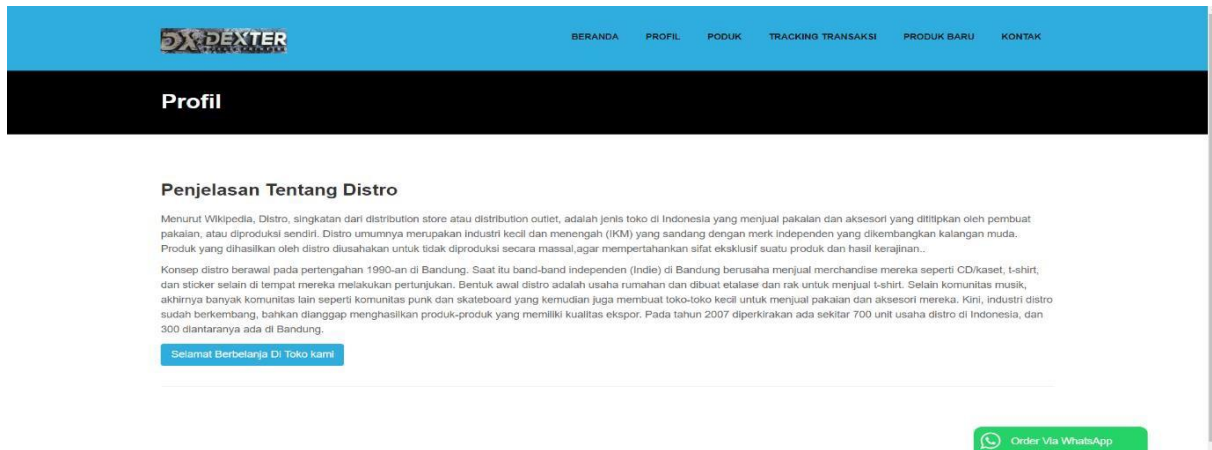 DX DEXTER
BERANDA PROFIL PODUK TRACKING TRANSAKSI PRODUK BARU KONTAK
Profil
Penjelasan Tentang Distro
Menurut Wikipedia, Distro, singkatan dari distribution store atau distribution outlet, adalah jenis toko di Indonesia yang menjual pakaian dan aksesori yang dititipkan oleh pembuat
pakaian, atau diproduksi sendiri. Distro umumnya merupakan industri kecil dan menengah (IKM) yang sandang dengan merk independen yang dikembangkan kalangan muda.
Produk yang dihasilkan oleh distro diusahakan untuk tidak diproduksi secara massal,agar mempertahankan sifat eksklusif suatu produk dan hasil kerajinan..
Konsep distro berawal pada pertengahan 1990-an di Bandung. Saat itu band-band independen (Indie) di Bandung berusaha menjual merchandise mereka seperti CD/kaset, t-shirt,
dan sticker selain di tempat mereka melakukan pertunjukan. Bentuk awal distro adalah usaha rumahan dan dibuat etalase dan rak untuk menjual t-shirt. Selain komunitas musik,
akhirnya banyak komunitas lain seperti komunitas punk dan skateboard yang kemudian juga membuat toko-toko kecil untuk menjual pakaian dan aksesori mereka. Kini, industri distro
sudah berkembang, bahkan dianggap menghasilkan produk-produk yang memiliki kualitas ekspor. Pada tahun 2007 diperkirakan ada sekitar 700 unit usaha distro di Indonesia, dan
300 diantaranya ada di Bandung.
Selamat Berbelanja Di Toko kami
Order Via WhatsApp